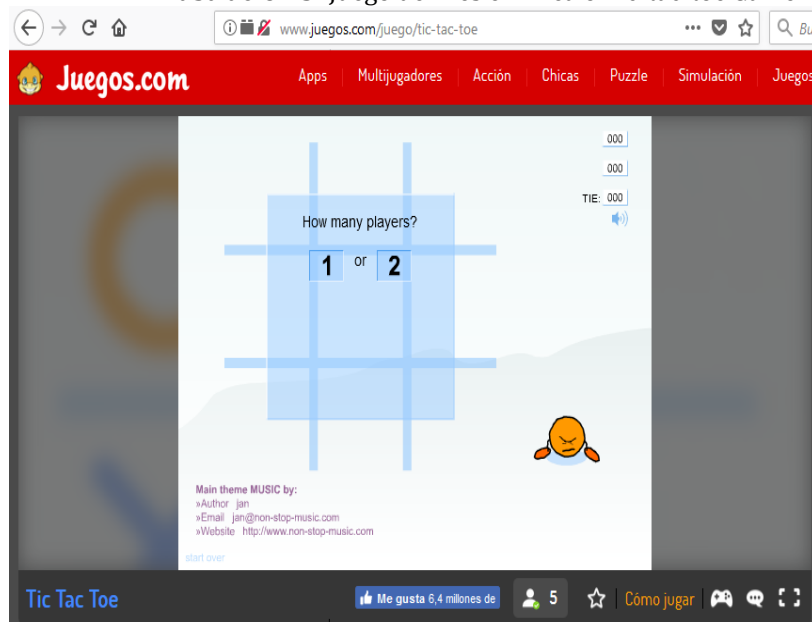 www.juegos.com/juego/tic-tac-toe
Juegos.com Apps Multijugadores Acción Chicas Puzzle Simulación Juegos
000
000
TIE: 000
How many players?
1 or 2
Main theme MUSIC by:
»Author jan
»Email jan@non-stop-music.com
»Website http://www.non-stop-music.com
start over
Tic Tac Toe Me gusta 6,4 millones de 5 Cómo jugar